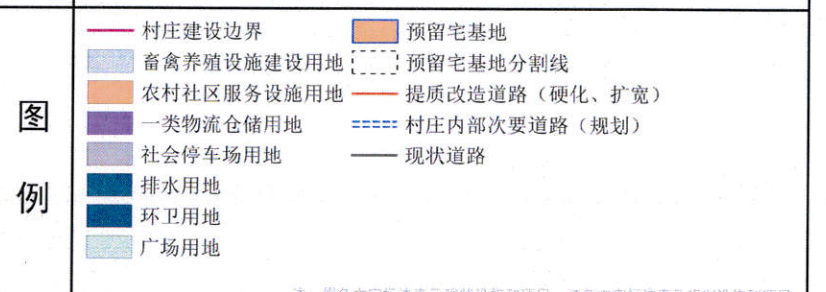 图例
村庄建设边界
畜禽养殖设施建设用地
农村社区服务设施用地
一类物流仓储用地
社会停车场用地
排水用地
环卫用地
广场用地
预留宅基地
预留宅基地分割线
提质改造道路（硬化、扩宽）
村庄内部次要道路（规划）
现状道路